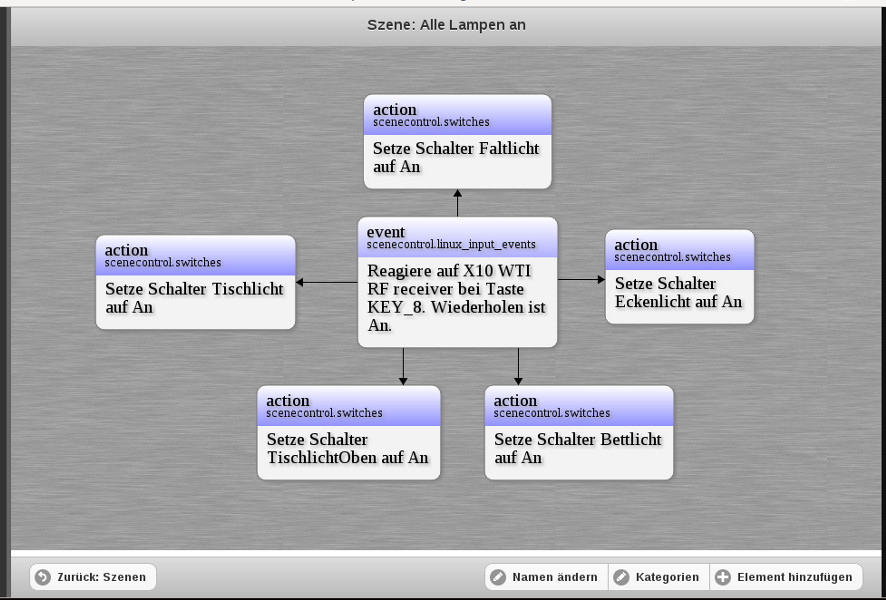 Szene: Alle Lampen an
action
scenecontrol.switches
Setze Schalter Faltlicht
auf An
event
scenecontrol.linux_input_events
Reagiere auf X10 WTI
RF receiver bei Taste
KEY_8. Wiederholen ist
An.
action
scenecontrol.switches
Setze Schalter Tischlicht
auf An
action
scenecontrol.switches
Setze Schalter
Eckenlicht auf An
action
scenecontrol.switches
Setze Schalter
TischlichtOben auf An
action
scenecontrol.switches
Setze Schalter Bettlicht
auf An
Zurück: Szenen
Namen ändern
Kategorien
Element hinzufügen